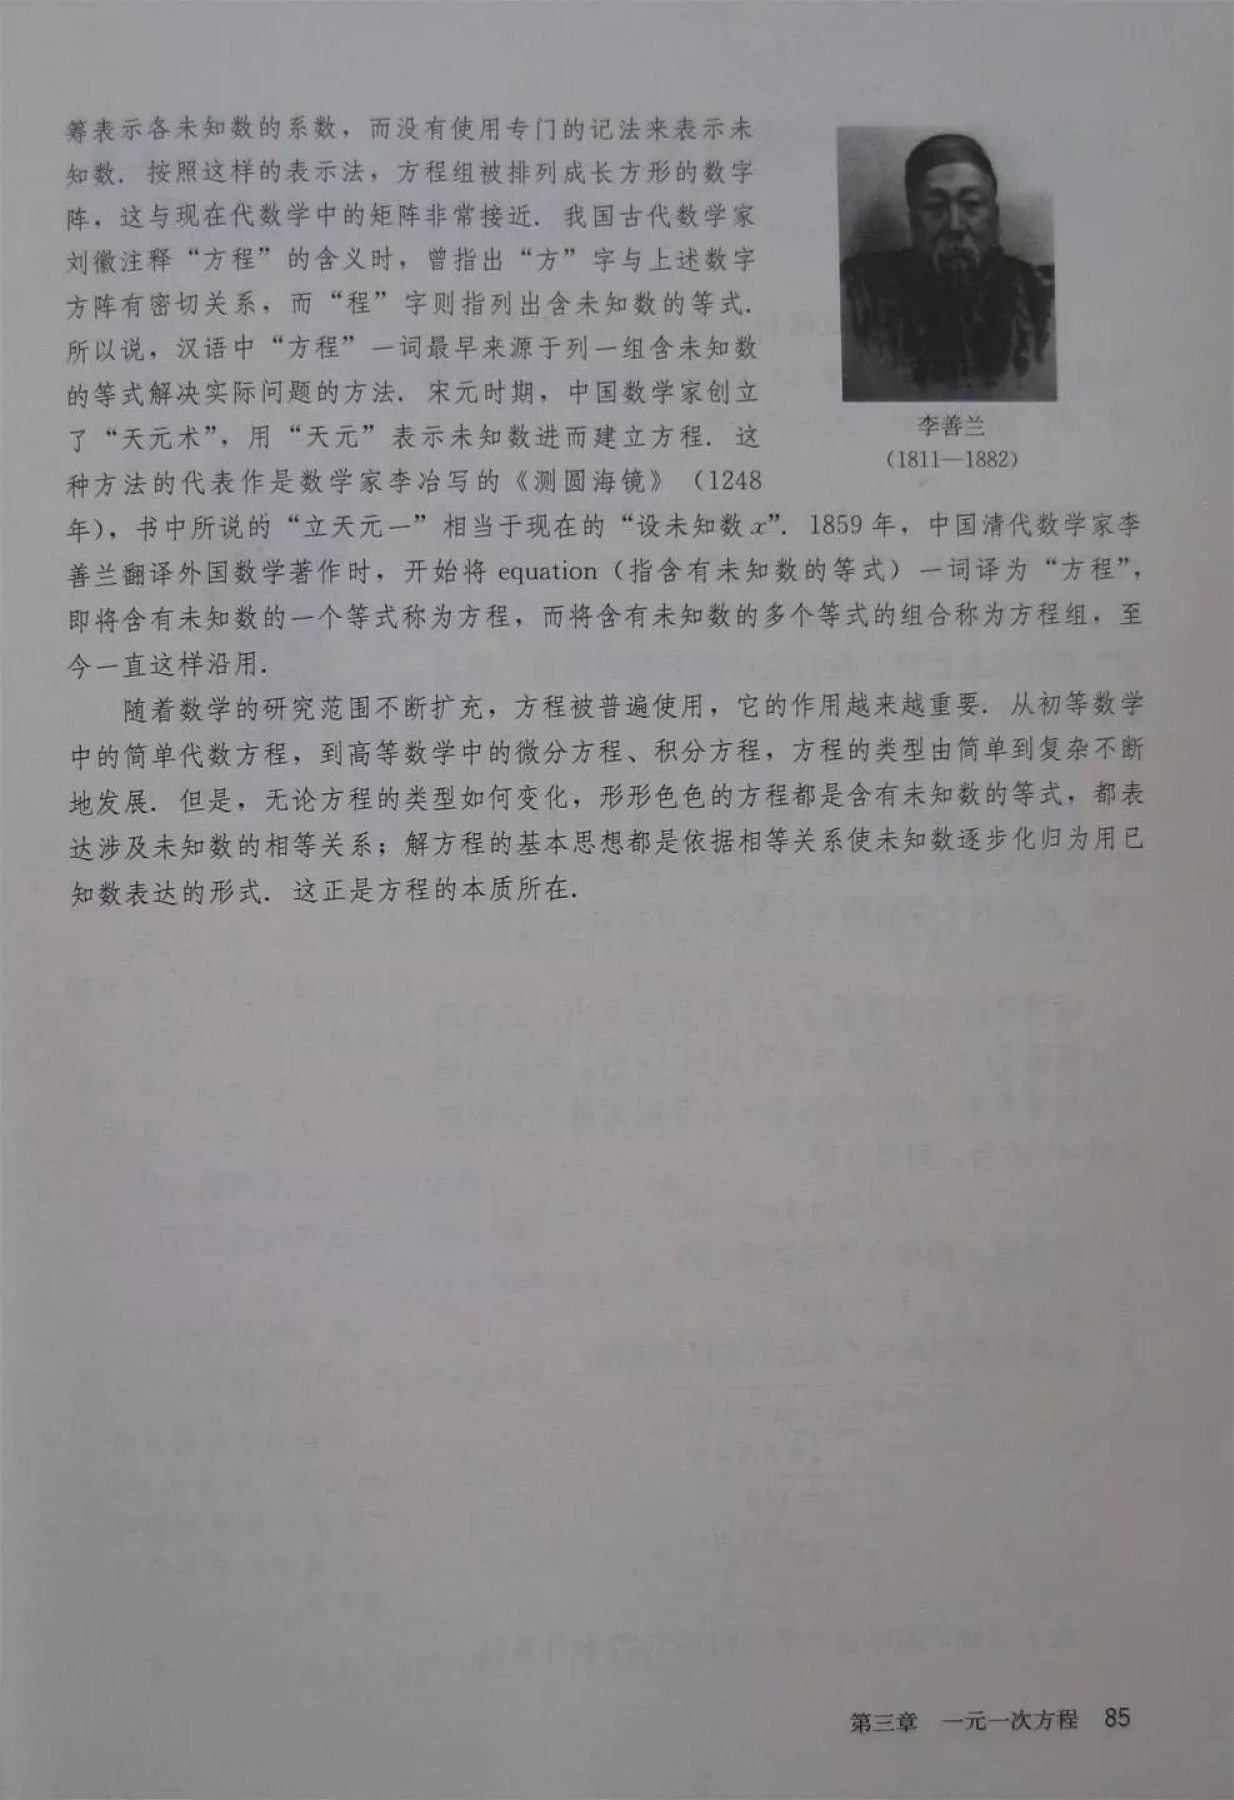 筹表示各未知数的系数，而没有使用专门的记法来表示未
知数．按照这样的表示法，方程组被排列成长方形的数字
阵，这与现在代数学中的矩阵非常接近．我国古代数学家
刘徽注释“方程”的含义时，曾指出“方”字与上述数字
方阵有密切关系，而“程”字则指列出含未知数的等式．
所以说，汉语中“方程”一词最早来源于列一组含未知数
的等式解决实际问题的方法．宋元时期，中国数学家创立
了“天元术”，用“天元”表示未知数进而建立方程．这
种方法的代表作是数学家李冶写的《测圆海镜》（1248
年），书中所说的“立天元一”相当于现在的“设未知数x”．1859年，中国清代数学家李
善兰翻译外国数学著作时，开始将equation（指含有未知数的等式）一词译为“方程”，
即将含有未知数的一个等式称为方程，而将含有未知数的多个等式的组合称为方程组，至
今一直这样沿用．
李善兰
（1811—1882）
随着数学的研究范围不断扩充，方程被普遍使用，它的作用越来越重要．从初等数学
中的简单代数方程，到高等数学中的微分方程、积分方程，方程的类型由简单到复杂不断
地发展．但是，无论方程的类型如何变化，形形色色的方程都是含有未知数的等式，都表
达涉及未知数的相等关系；解方程的基本思想都是依据相等关系使未知数逐步化归为用已
知数表达的形式．这正是方程的本质所在．
第三章 一元一次方程 85